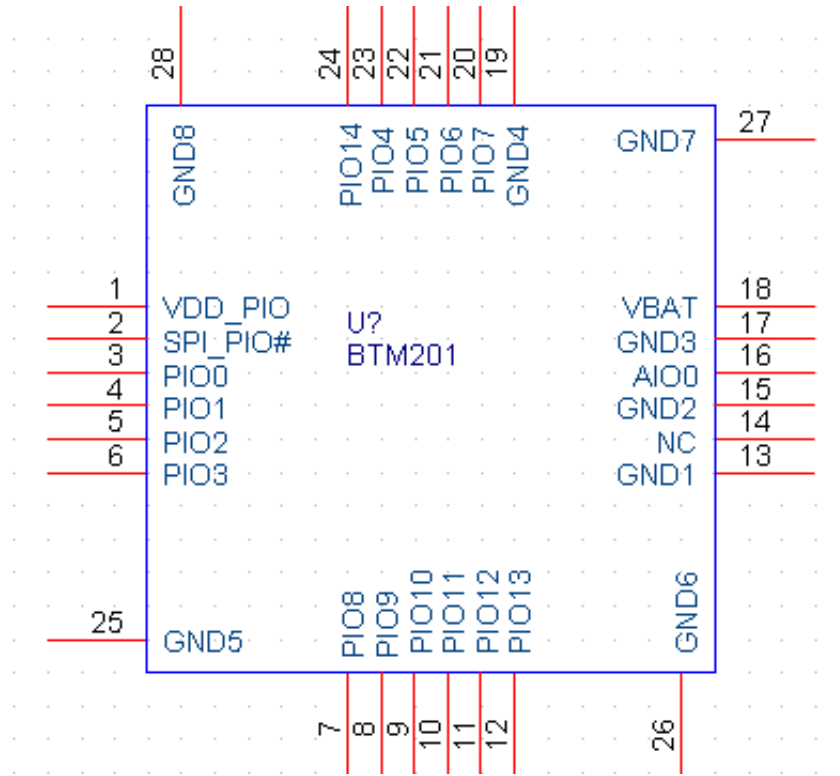 28
24
23
22
21
20
19
GND8
PIO14
PIO4
PIO5
PIO6
PIO7
GND4
GND7
27
1
VDD_PIO
2
SPI_PIO#
3
PIO0
4
PIO1
5
PIO2
6
PIO3
U?
BTM201
VBAT
18
GND3
17
AIO0
16
GND2
15
NC
14
GND1
13
25
GND5
PIO8
PIO9
PIO10
PIO11
PIO12
PIO13
GND6
7
8
9
10
11
12
26